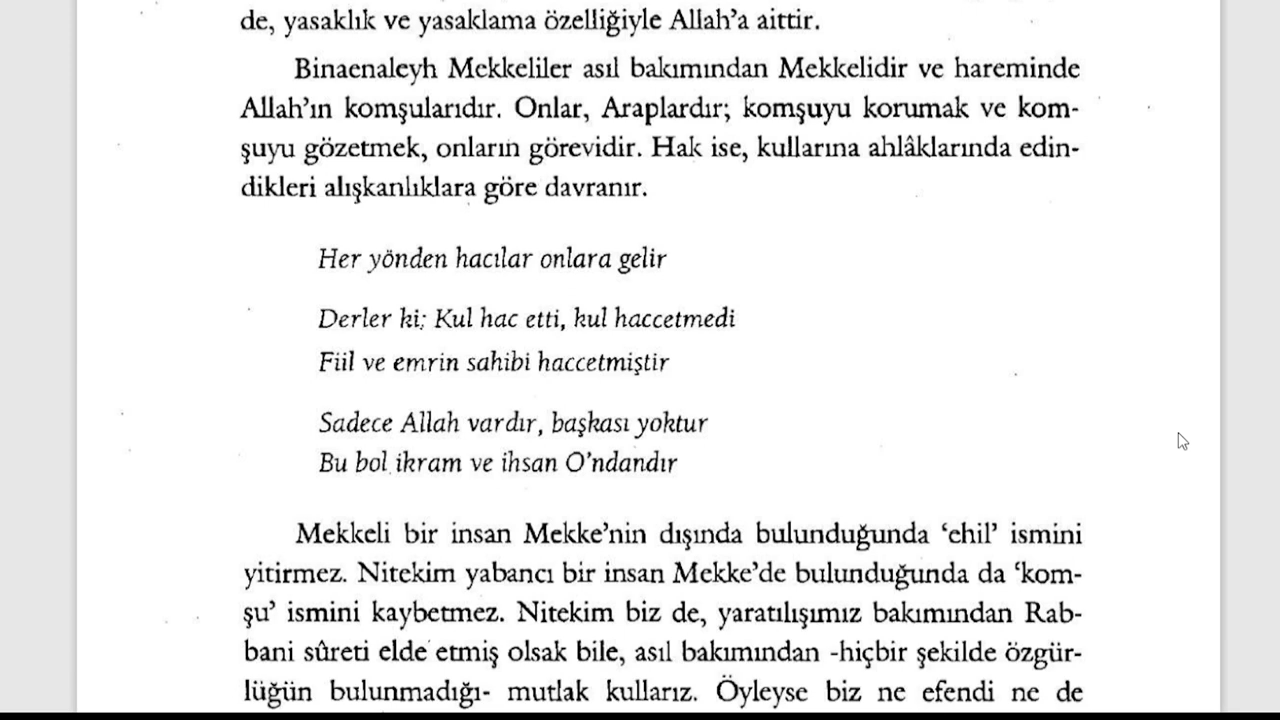 de, yasaklık ve yasaklama özelliğiyle Allah’a aittir.
Binaenaleyh Mekkeliler asıl bakımından Mekkelidir ve hareminde
Allah’ın komşularıdır. Onlar, Araplardır; komşuyu korumak ve kom-
şuyu gözetmek, onların görevidir. Hak ise, kullarına ahlâklarında edin-
dikleri alışkanlıklara göre davranır.
Her yönden hacılar onlara gelir
Derler ki; Kul hac etti, kul haccetmedi
Fiil ve emrin sahibi haccetmiştir
Sadece Allah vardır, başkası yoktur
Bu bol ikram ve ihsan O’ndandır
Mekkeli bir insan Mekke’nin dışında bulunduğunda ‘ehil’ ismini
yitirmez. Nitekim yabancı bir insan Mekke’de bulunduğunda da ‘kom-
şu’ ismini kaybetmez. Nitekim biz de, yaratılışımız bakımından Rab-
bani sûreti elde etmiş olsak bile, asıl bakımından -hiçbir şekilde özgür-
lüğün bulunmadığı- mutlak kullarız. Öyleyse biz ne efendi ne de